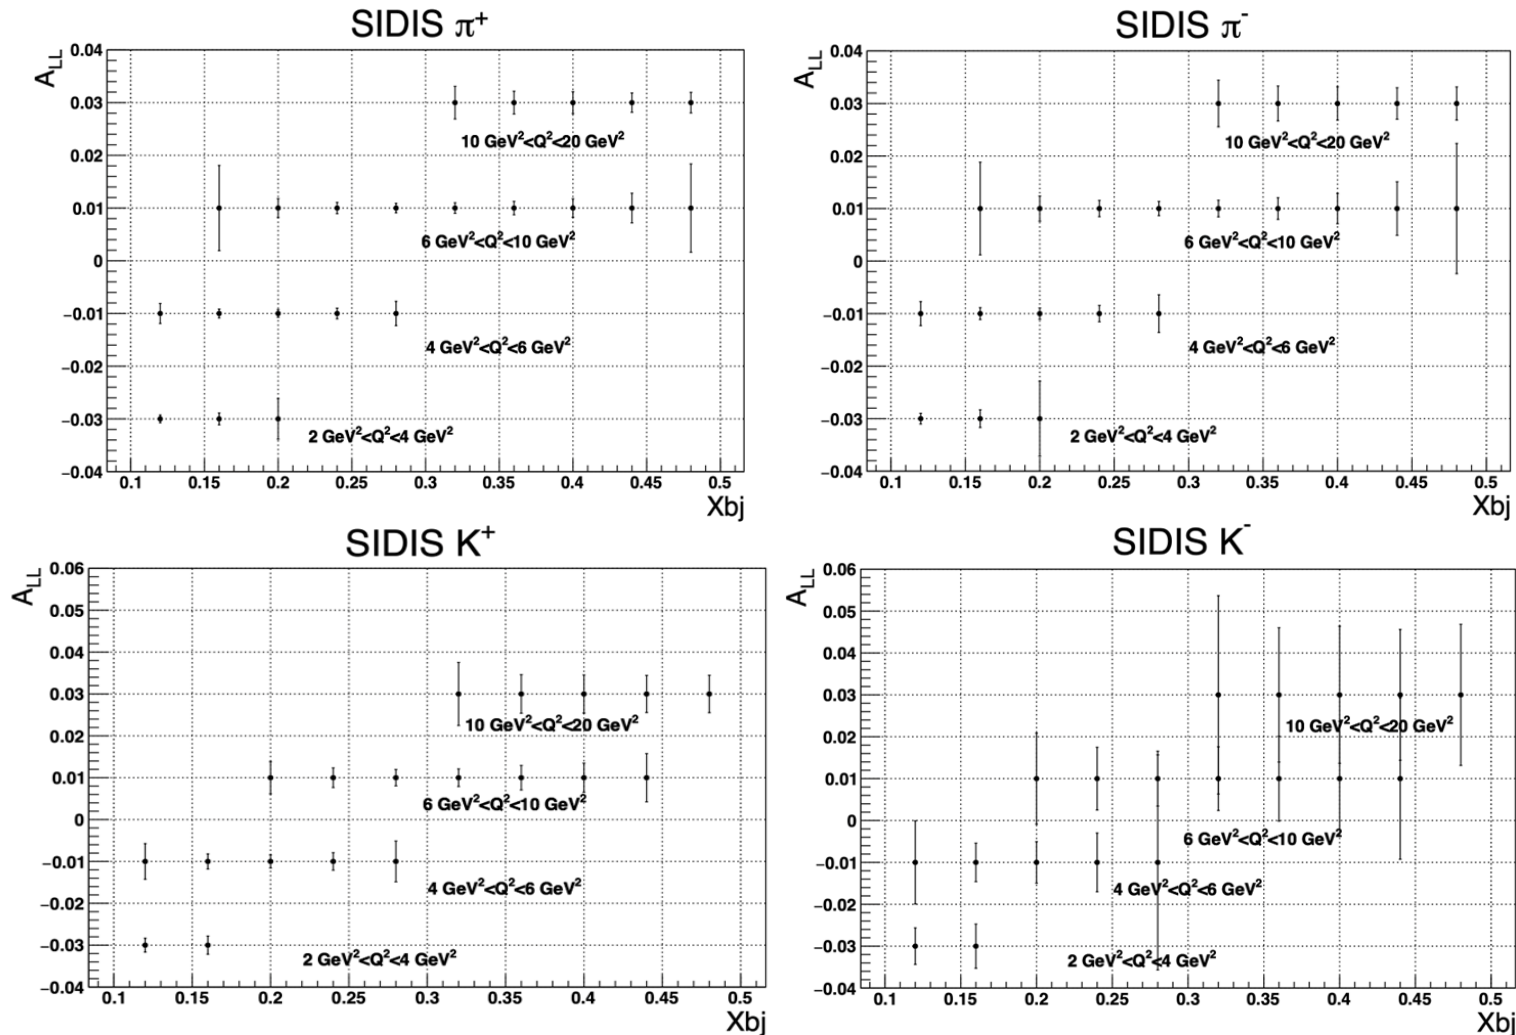 SIDIS π⁺
A_LL
0.04
0.03
0.02
0.01
0
−0.01
−0.02
−0.03
−0.04
10 GeV²<Q²<20 GeV²
6 GeV²<Q²<10 GeV²
4 GeV²<Q²<6 GeV²
2 GeV²<Q²<4 GeV²
0.1 0.15 0.2 0.25 0.3 0.35 0.4 0.45 0.5
Xbj
SIDIS π⁻
A_LL
0.04
0.03
0.02
0.01
0
−0.01
−0.02
−0.03
−0.04
10 GeV²<Q²<20 GeV²
6 GeV²<Q²<10 GeV²
4 GeV²<Q²<6 GeV²
2 GeV²<Q²<4 GeV²
0.1 0.15 0.2 0.25 0.3 0.35 0.4 0.45 0.5
Xbj
SIDIS K⁺
A_LL
0.06
0.05
0.04
0.03
0.02
0.01
0
−0.01
−0.02
−0.03
−0.04
10 GeV²<Q²<20 GeV²
6 GeV²<Q²<10 GeV²
4 GeV²<Q²<6 GeV²
2 GeV²<Q²<4 GeV²
0.1 0.15 0.2 0.25 0.3 0.35 0.4 0.45 0.5
Xbj
SIDIS K⁻
A_LL
0.06
0.05
0.04
0.03
0.02
0.01
0
−0.01
−0.02
−0.03
−0.04
10 GeV²<Q²<20 GeV²
6 GeV²<Q²<10 GeV²
4 GeV²<Q²<6 GeV²
2 GeV²<Q²<4 GeV²
0.1 0.15 0.2 0.25 0.3 0.35 0.4 0.45 0.5
Xbj